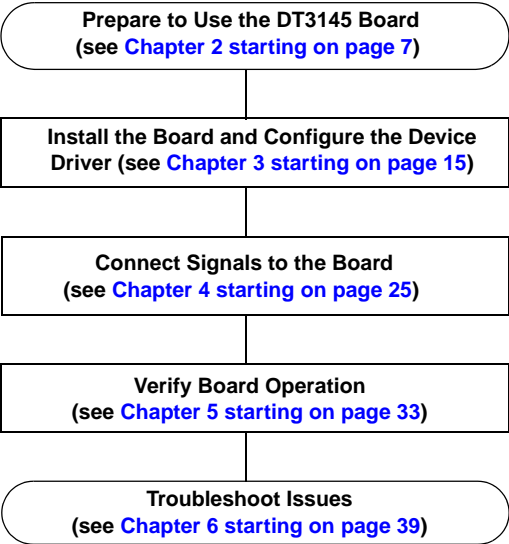 Prepare to Use the DT3145 Board
(see Chapter 2 starting on page 7)
Install the Board and Configure the Device
Driver (see Chapter 3 starting on page 15)
Connect Signals to the Board
(see Chapter 4 starting on page 25)
Verify Board Operation
(see Chapter 5 starting on page 33)
Troubleshoot Issues
(see Chapter 6 starting on page 39)